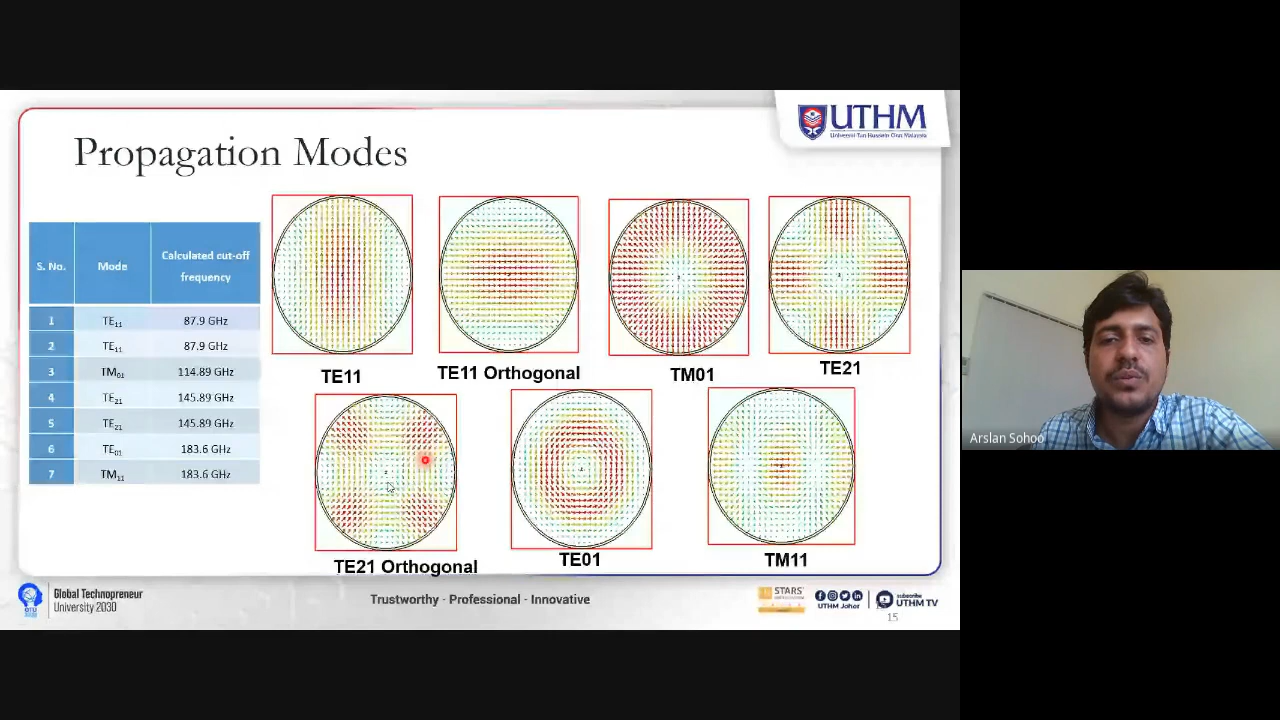 UTHM
Universiti Tun Hussein Onn Malaysia
Propagation Modes
S. No. Mode Calculated cut-off frequency
1 TE11 87.9 GHz
2 TE11 87.9 GHz
3 TM01 114.89 GHz
4 TE21 145.89 GHz
5 TE21 145.89 GHz
6 TE01 183.6 GHz
7 TM11 183.6 GHz
TE11
TE11 Orthogonal
TM01
TE21
TE21 Orthogonal
TE01
TM11
Arslan Sohoo
Global Technopreneur
University 2030
Trustworthy - Professional - Innovative
STARS
UTHM Johor
subscribe
UTHM TV
15